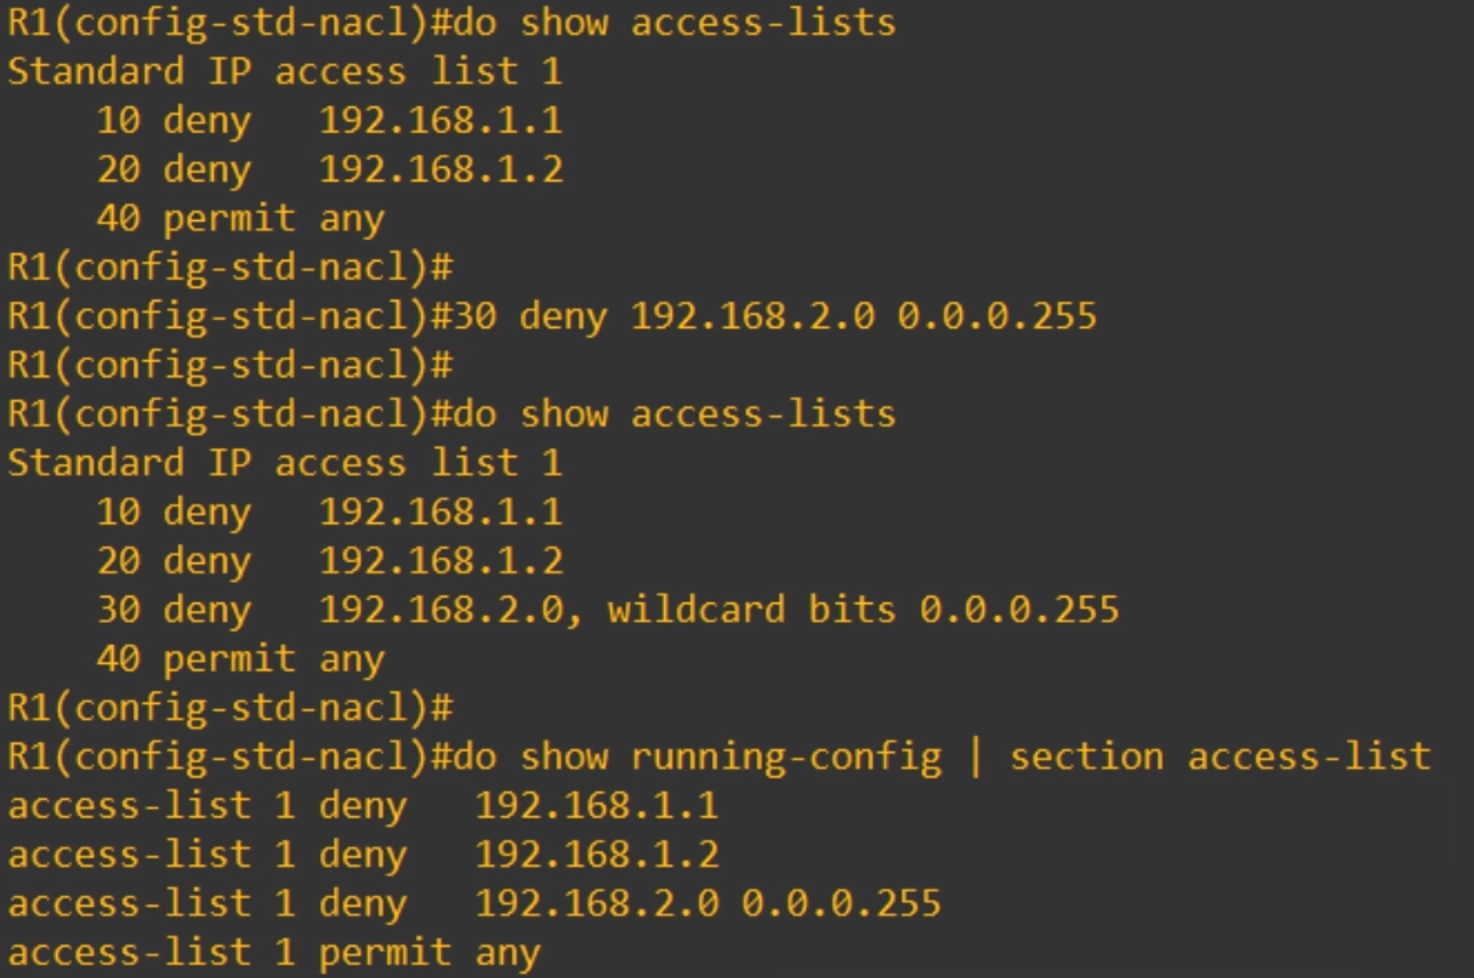 R1(config-std-nacl)#do show access-lists
Standard IP access list 1
    10 deny   192.168.1.1
    20 deny   192.168.1.2
    40 permit any
R1(config-std-nacl)#
R1(config-std-nacl)#30 deny 192.168.2.0 0.0.0.255
R1(config-std-nacl)#
R1(config-std-nacl)#do show access-lists
Standard IP access list 1
    10 deny   192.168.1.1
    20 deny   192.168.1.2
    30 deny   192.168.2.0, wildcard bits 0.0.0.255
    40 permit any
R1(config-std-nacl)#
R1(config-std-nacl)#do show running-config | section access-list
access-list 1 deny   192.168.1.1
access-list 1 deny   192.168.1.2
access-list 1 deny   192.168.2.0 0.0.0.255
access-list 1 permit any